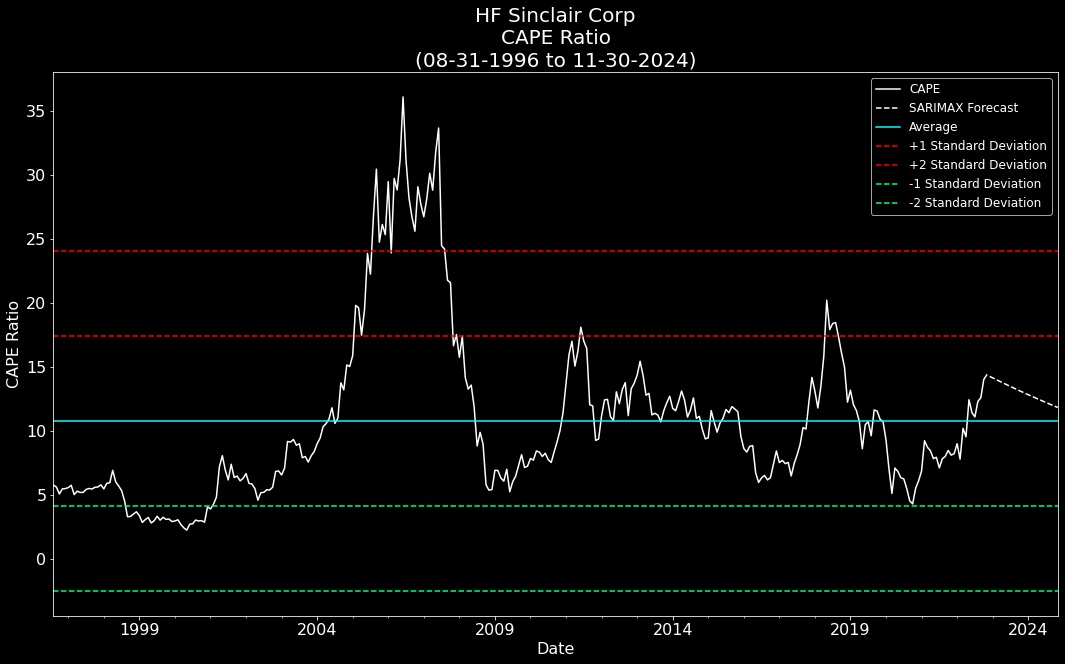 HF Sinclair Corp
CAPE Ratio
(08-31-1996 to 11-30-2024)
CAPE
SARIMAX Forecast
Average
+1 Standard Deviation
+2 Standard Deviation
-1 Standard Deviation
-2 Standard Deviation
CAPE Ratio
35
30
25
20
15
10
5
0
1999
2004
2009
2014
2019
2024
Date